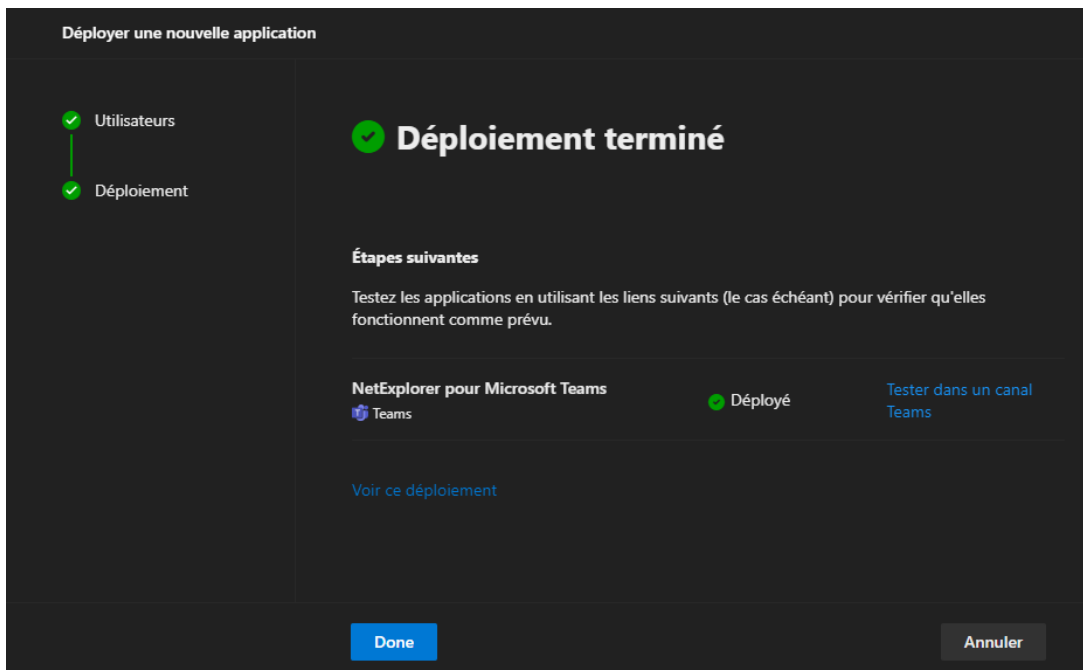 Déployer une nouvelle application
Utilisateurs
Déploiement
Déploiement terminé
Étapes suivantes
Testez les applications en utilisant les liens suivants (le cas échéant) pour vérifier qu'elles
fonctionnent comme prévu.
NetExplorer pour Microsoft Teams
Teams
Déployé
Tester dans un canal
Teams
Voir ce déploiement
Done
Annuler